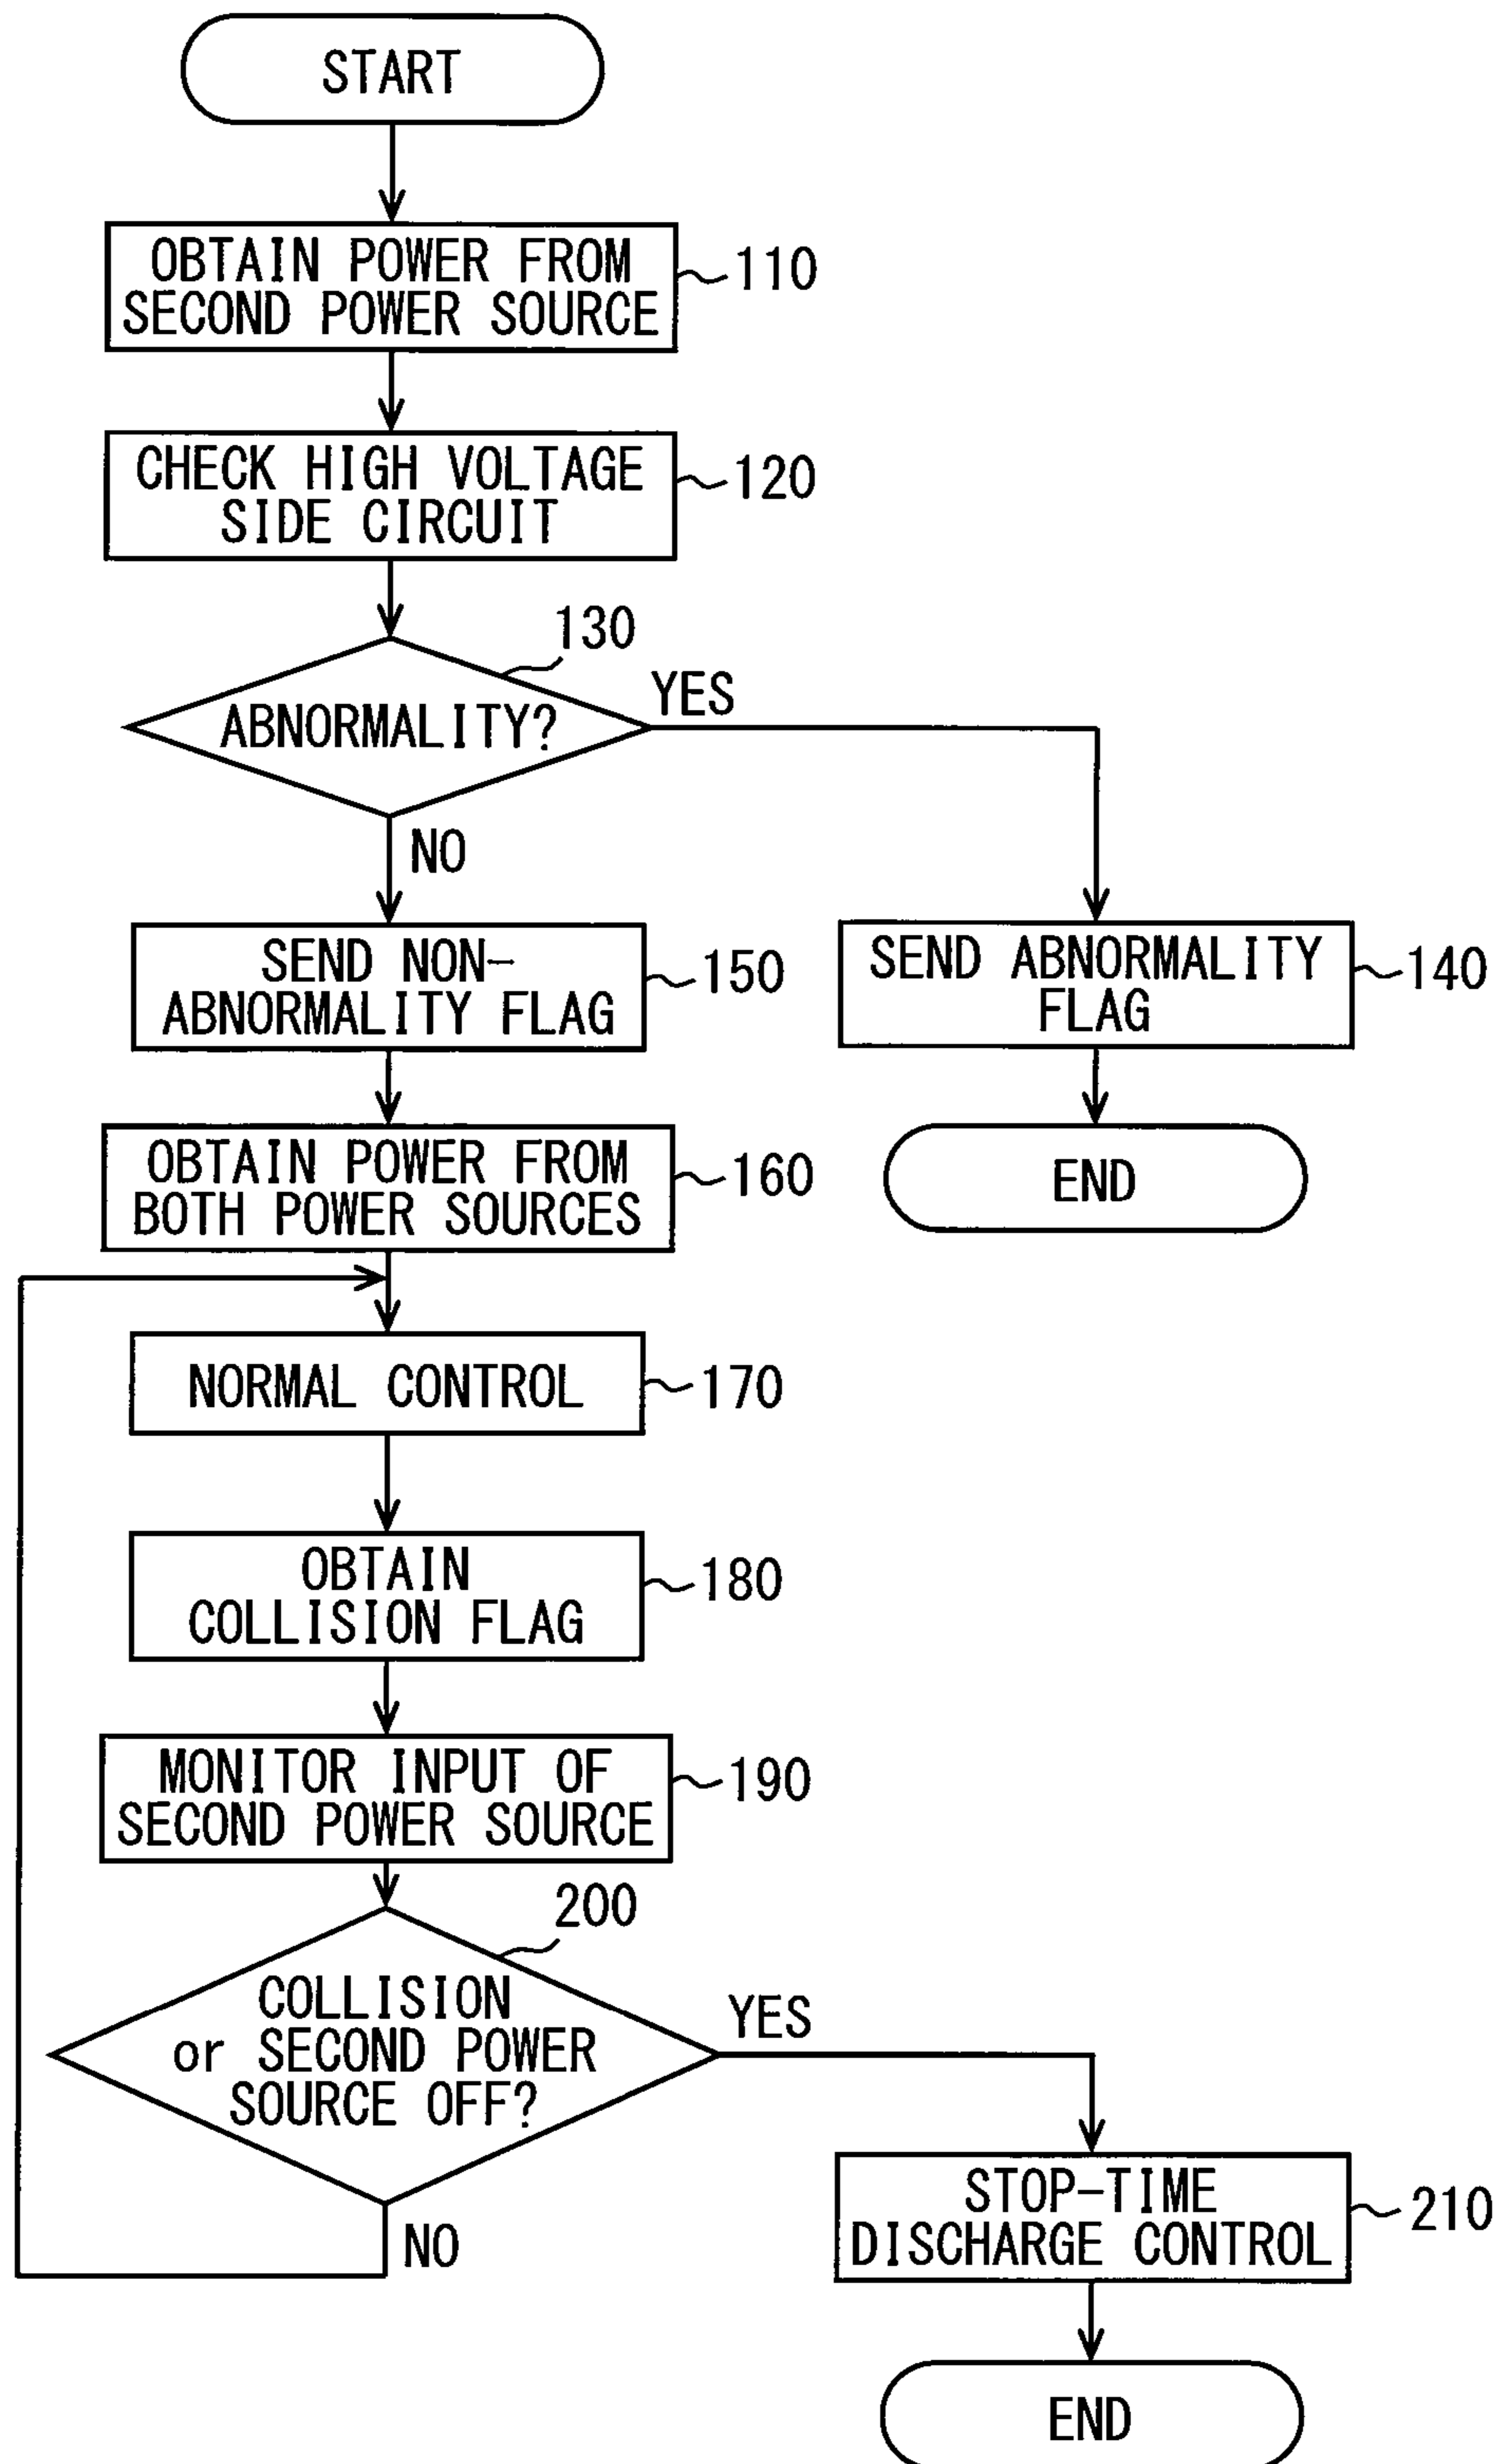 START
OBTAIN POWER FROM
SECOND POWER SOURCE
110
CHECK HIGH VOLTAGE
SIDE CIRCUIT
120
130
ABNORMALITY?
YES
NO
SEND NON-
ABNORMALITY FLAG
150
SEND ABNORMALITY
FLAG
140
OBTAIN POWER FROM
BOTH POWER SOURCES
160
END
NORMAL CONTROL
170
OBTAIN
COLLISION FLAG
180
MONITOR INPUT OF
SECOND POWER SOURCE
190
200
COLLISION
or SECOND POWER
SOURCE OFF?
YES
NO
STOP-TIME
DISCHARGE CONTROL
210
END